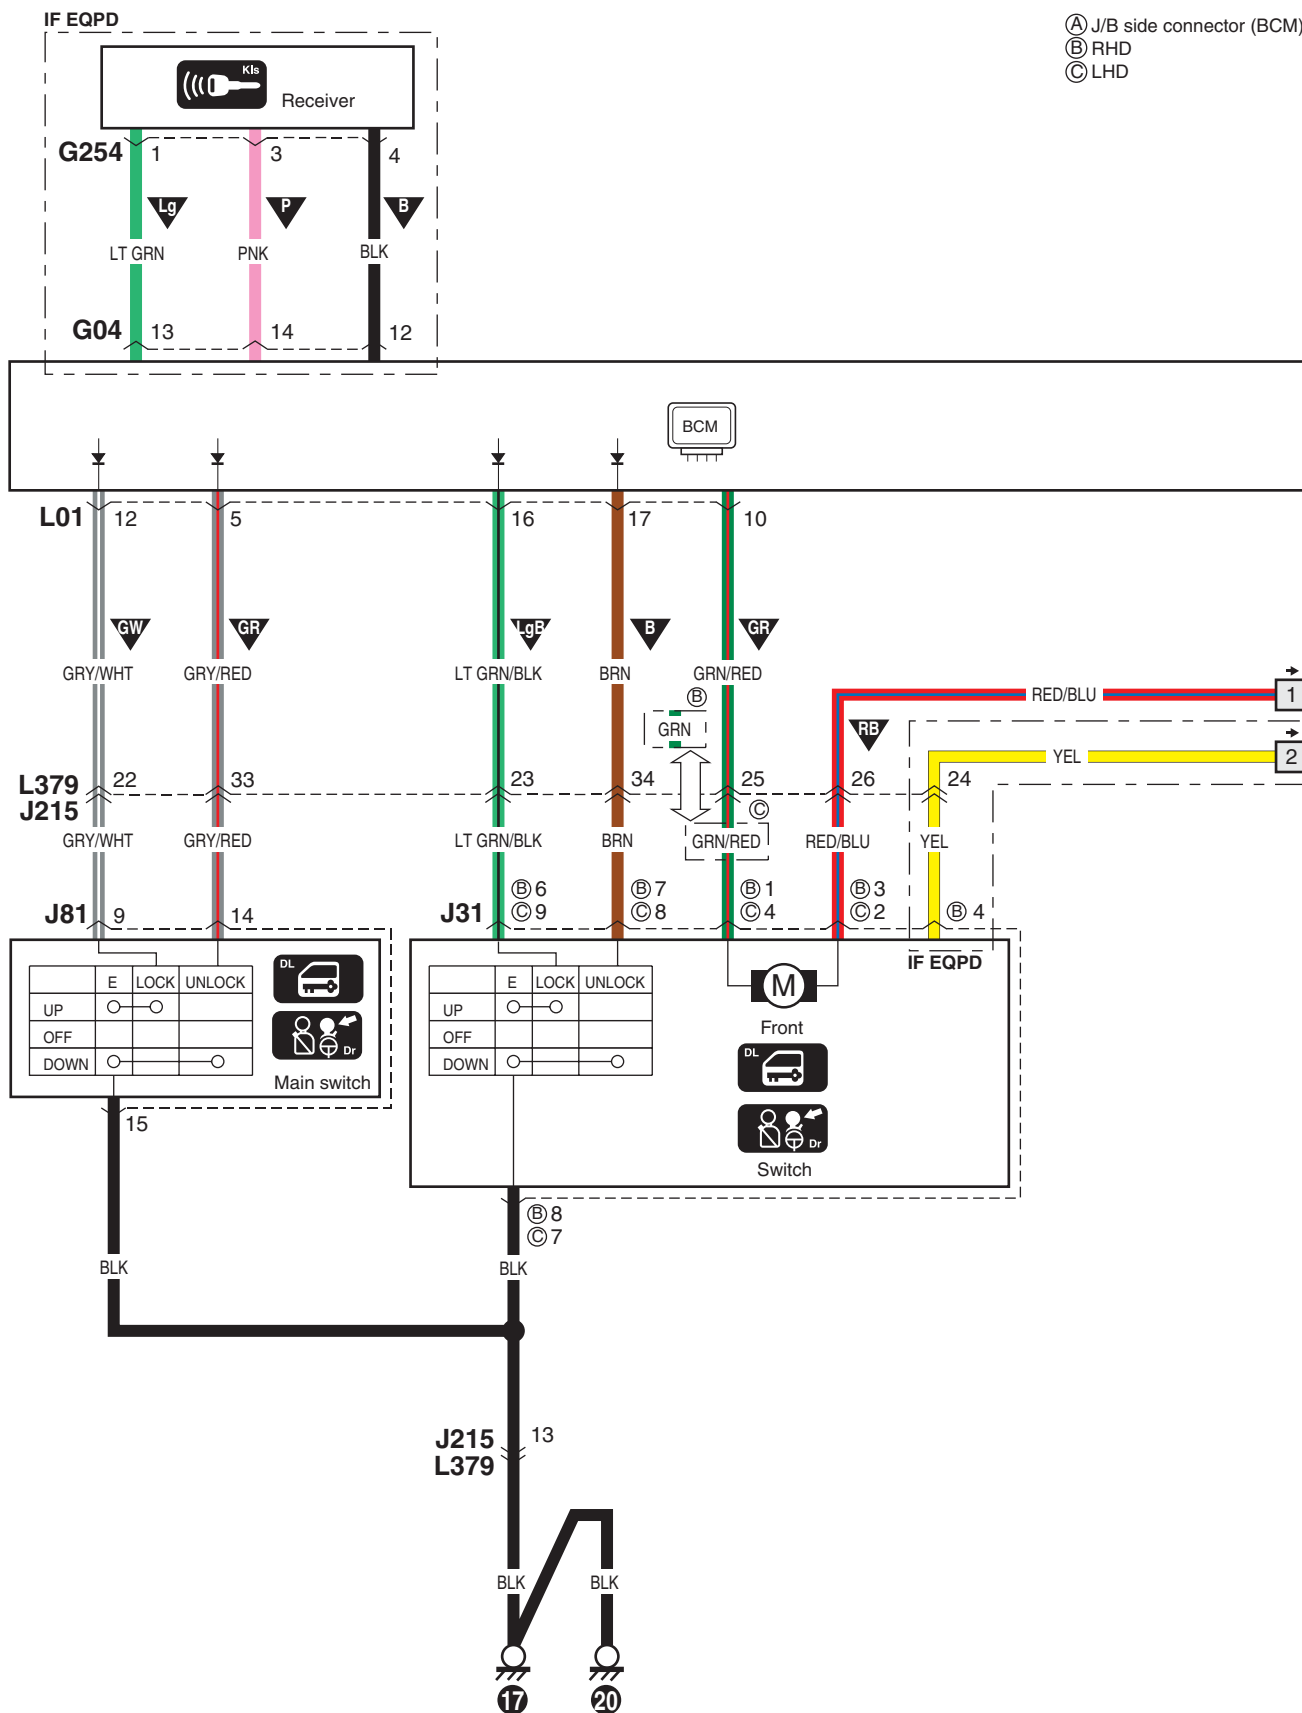 IF EQPD
Ⓐ J/B side connector (BCM)
Ⓑ RHD
Ⓒ LHD
Kls
Receiver
G254 1 3 4
Lg P B
LT GRN PNK BLK
G04 13 14 12
BCM
L01 12 5 16 17 10
GW GR LgB B GR
GRY/WHT GRY/RED LT GRN/BLK BRN GRN/RED
RED/BLU 1
Ⓑ
GRN
RB
YEL 2
L379 22 33 23 34 25 26 24
J215
Ⓒ
GRY/WHT GRY/RED LT GRN/BLK BRN GRN/RED RED/BLU YEL
Ⓑ 6 Ⓑ 7 Ⓑ 1 Ⓑ 3
J81 9 14 J31 Ⓒ 9 Ⓒ 8 Ⓒ 4 Ⓒ 2 Ⓑ 4
IF EQPD
E LOCK UNLOCK
UP
OFF
DOWN
DL
Dr
Main switch
E LOCK UNLOCK
UP
OFF
DOWN
M
Front
DL
Dr
Switch
15
Ⓑ 8
Ⓒ 7
BLK BLK
J215 13
L379
BLK BLK
17 20